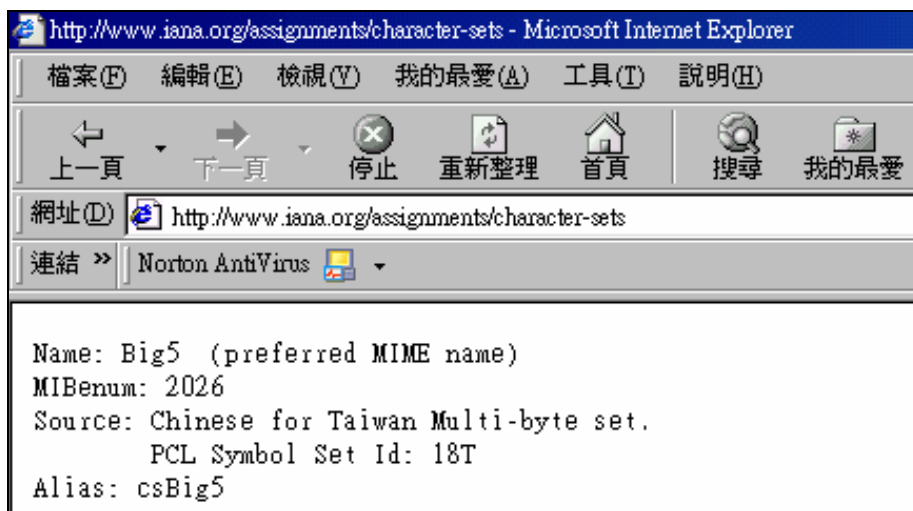 http://www.iana.org/assignments/character-sets - Microsoft Internet Explorer
檔案(F) 編輯(E) 檢視(V) 我的最愛(A) 工具(T) 說明(H)
上一頁 下一頁 停止 重新整理 首頁 搜尋 我的最愛
網址(D) http://www.iana.org/assignments/character-sets
連結 » Norton AntiVirus
Name: Big5 (preferred MIME name)
MIBenum: 2026
Source: Chinese for Taiwan Multi-byte set.
PCL Symbol Set Id: 18T
Alias: csBig5